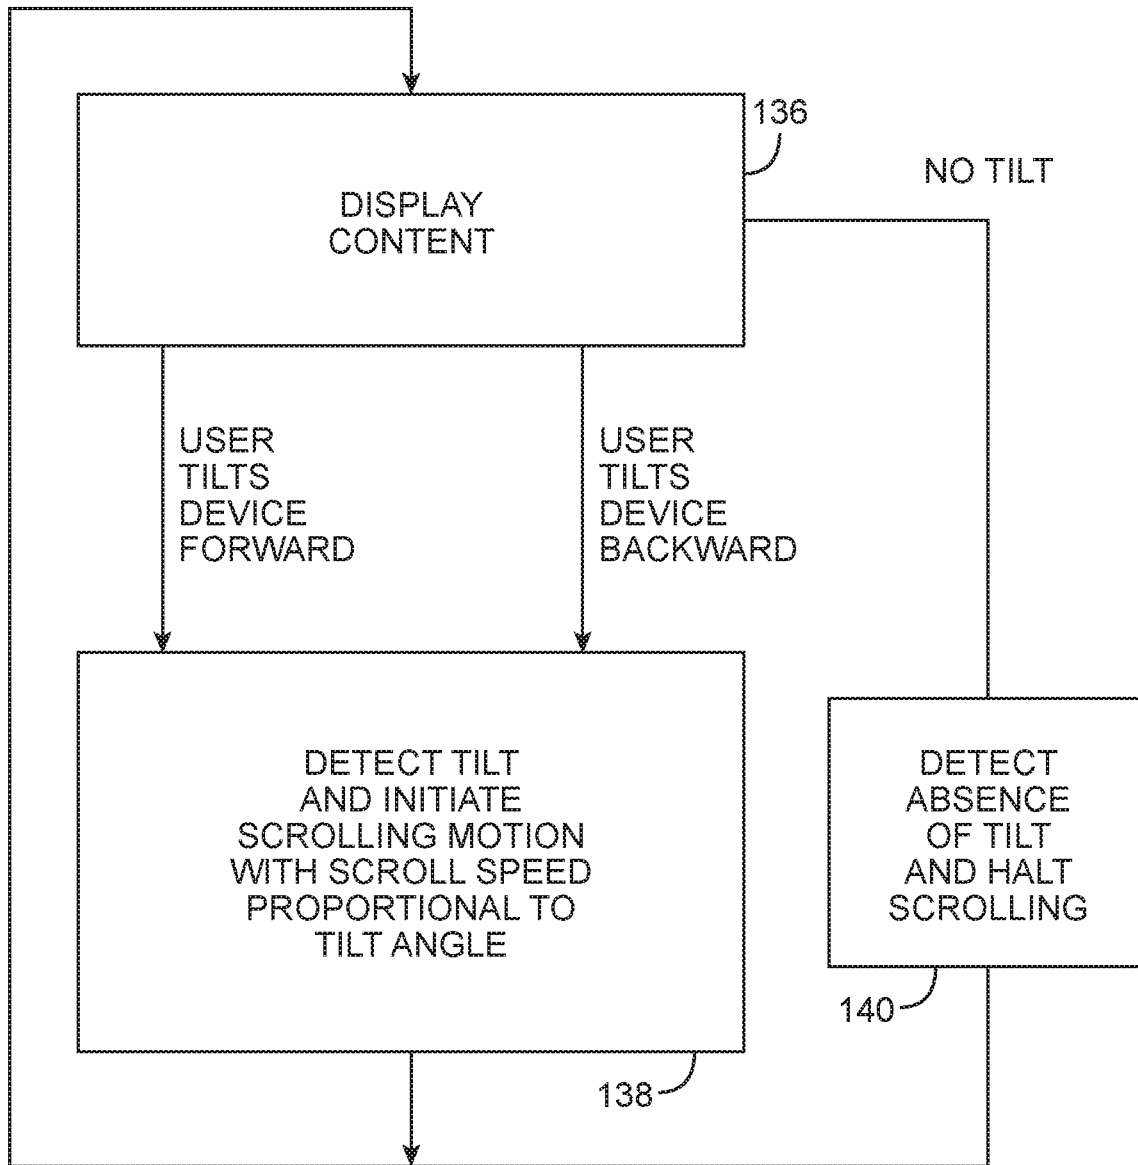 136
NO TILT
DISPLAY
CONTENT
USER
TILTS
DEVICE
FORWARD
USER
TILTS
DEVICE
BACKWARD
DETECT TILT
AND INITIATE
SCROLLING MOTION
WITH SCROLL SPEED
PROPORTIONAL TO
TILT ANGLE
138
DETECT
ABSENCE
OF TILT
AND HALT
SCROLLING
140